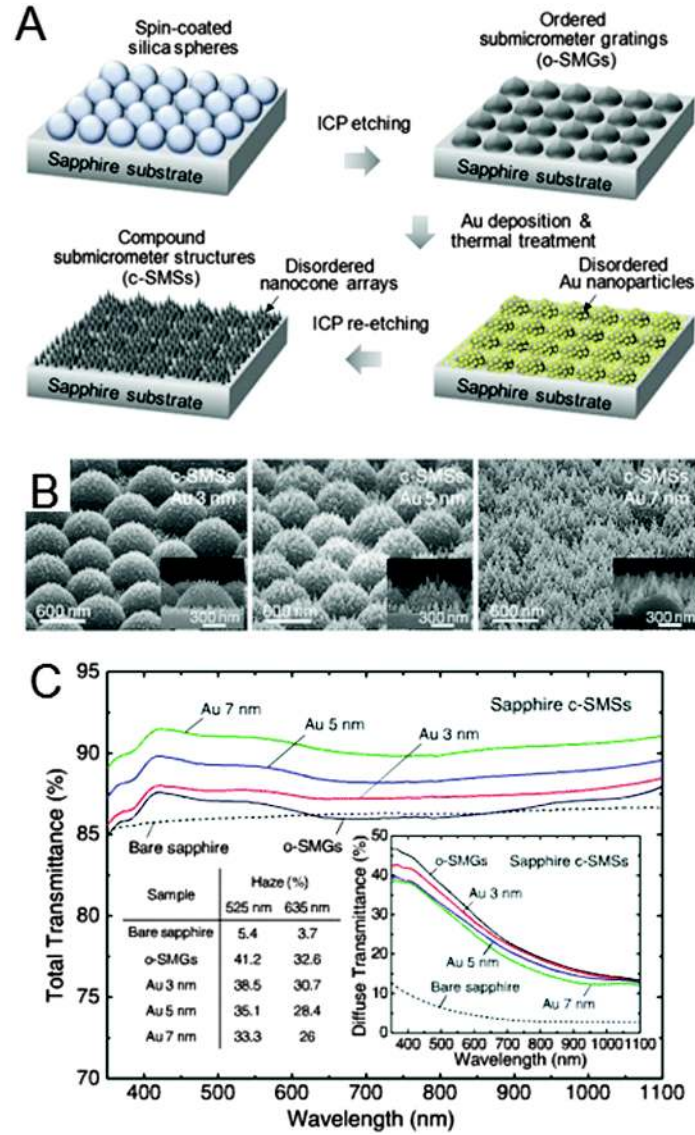 A
Spin-coated
silica spheres
Sapphire substrate
ICP etching
Ordered
submicrometer gratings
(o-SMGs)
Sapphire substrate
Au deposition &
thermal treatment
Compound
submicrometer structures
(c-SMSs)
Disordered
nanocone arrays
Sapphire substrate
ICP re-etching
Disordered
Au nanoparticles
Sapphire substrate
B
c-SMSs
Au 3 nm
600 nm
300 nm
c-SMSs
Au 5 nm
600 nm
300 nm
c-SMSs
Au 7 nm
600 nm
300 nm
C
Sapphire c-SMSs
Au 7 nm
Au 5 nm
Au 3 nm
Bare sapphire
o-SMGs
Total Transmittance (%)
95
90
85
80
75
70
400 500 600 700 800 900 1000 1100
Wavelength (nm)
Sample Haze (%)
525 nm 635 nm
Bare sapphire 5.4 3.7
o-SMGs 41.2 32.6
Au 3 nm 38.5 30.7
Au 5 nm 35.1 28.4
Au 7 nm 33.3 26
Diffuse Transmittance (%)
50
40
30
20
10
0
o-SMGs
Sapphire c-SMSs
Au 3 nm
Au 5 nm
Bare sapphire
Au 7 nm
400 500 600 700 800 900 1000 1100
Wavelength (nm)